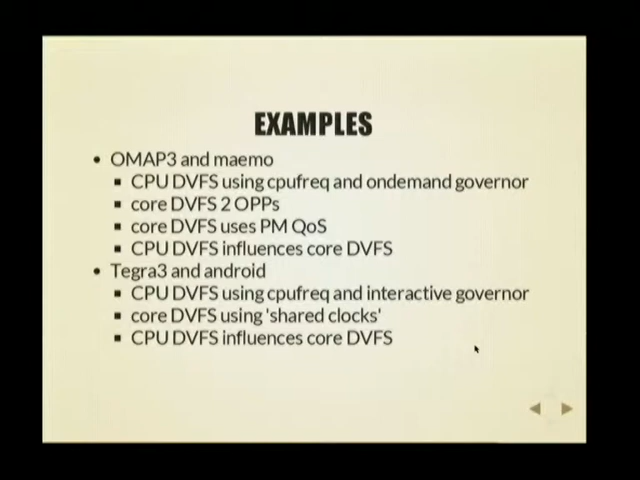 EXAMPLES
• OMAP3 and maemo
▪ CPU DVFS using cpufreq and ondemand governor
▪ core DVFS 2 OPPs
▪ core DVFS uses PM QoS
▪ CPU DVFS influences core DVFS
• Tegra3 and android
▪ CPU DVFS using cpufreq and interactive governor
▪ core DVFS using 'shared clocks'
▪ CPU DVFS influences core DVFS